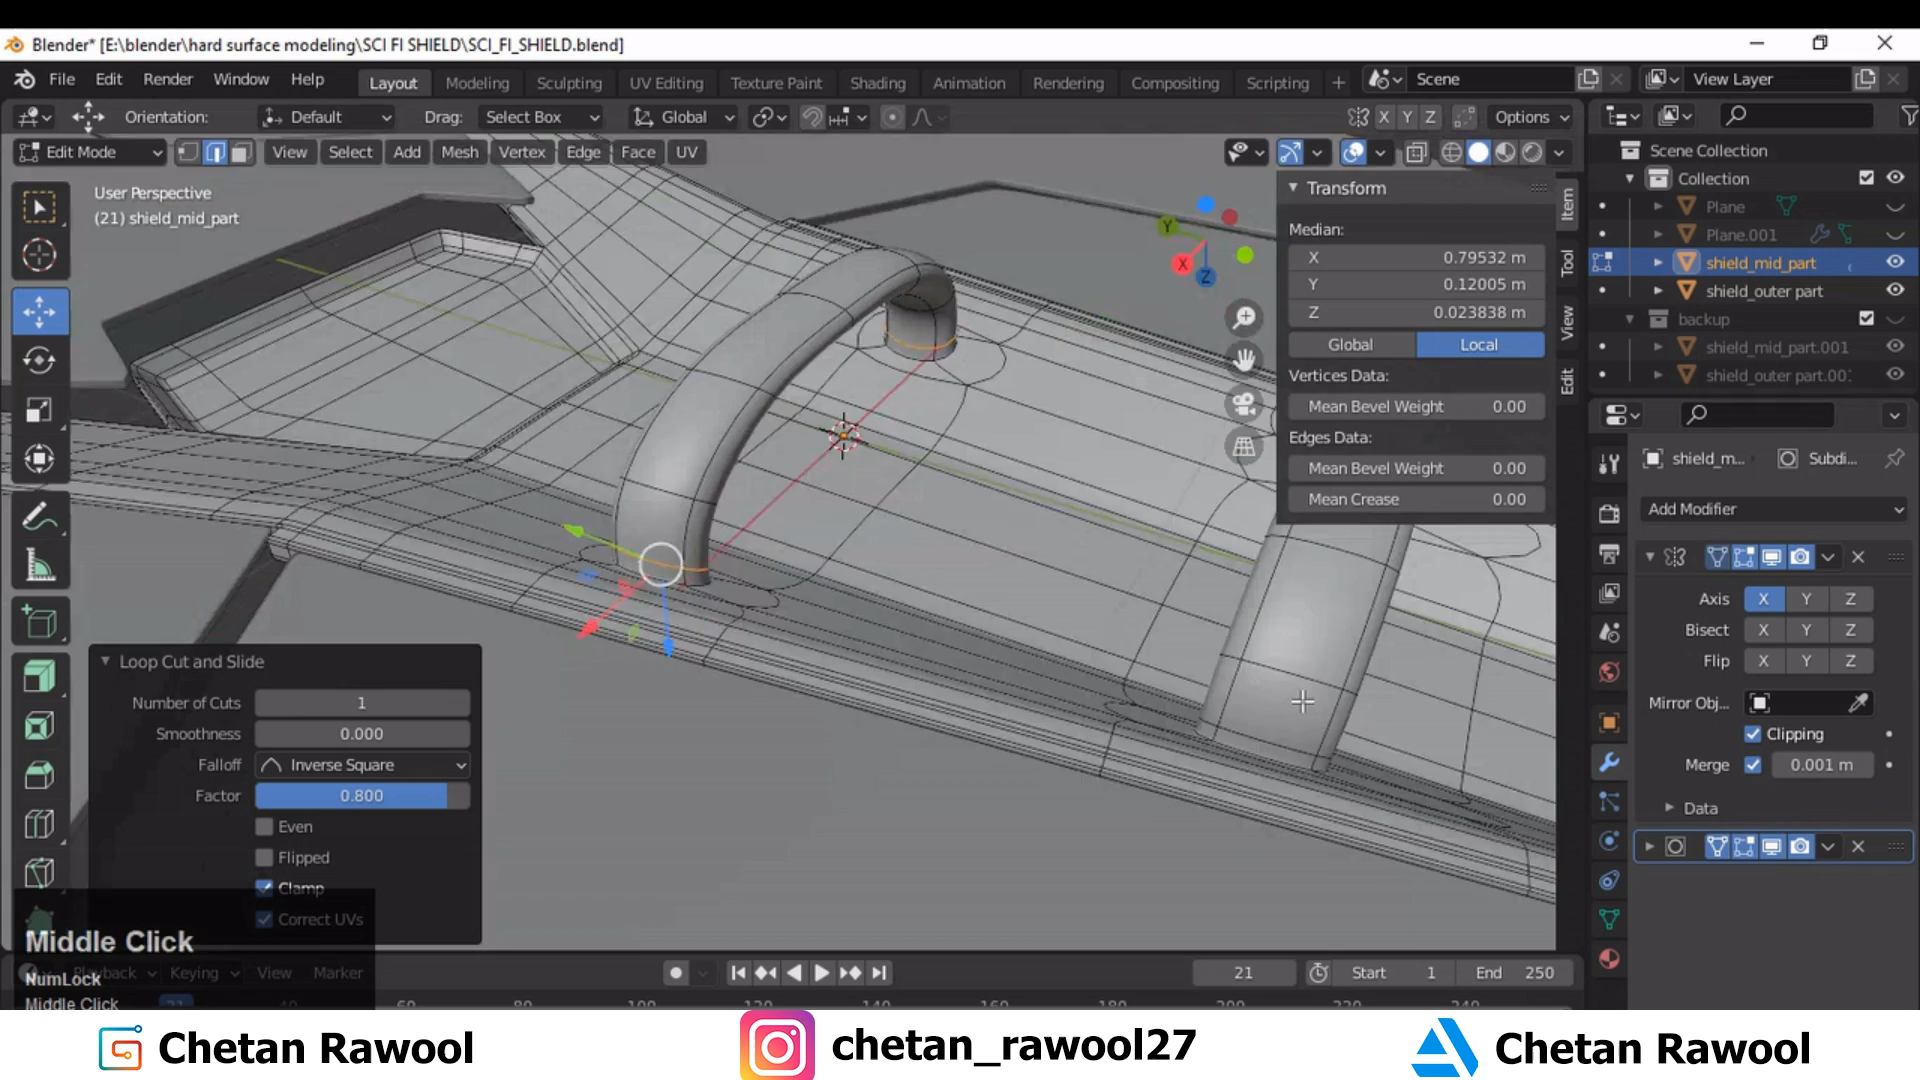 Blender* [E:\blender\hard surface modeling\SCI FI SHIELD\SCI_FI_SHIELD.blend]
File Edit Render Window Help Layout Modeling Sculpting UV Editing Texture Paint Shading Animation Rendering Compositing Scripting + Scene View Layer
Orientation: Default Drag: Select Box Global X Y Z Options
Edit Mode View Select Add Mesh Vertex Edge Face UV
User Perspective
(21) shield_mid_part
Y
X
Z
Transform
Median:
X 0.79532 m
Y 0.12005 m
Z 0.023838 m
Global Local
Vertices Data:
Mean Bevel Weight 0.00
Edges Data:
Mean Bevel Weight 0.00
Mean Crease 0.00
Item
Tool
View
Edit
Scene Collection
Collection
Plane
Plane.001
shield_mid_part
shield_outer part
backup
shield_mid_part.001
shield_outer part.00
shield_m... Subdi...
Add Modifier
Axis X Y Z
Bisect X Y Z
Flip X Y Z
Mirror Obj...
Clipping
Merge 0.001 m
Data
Loop Cut and Slide
Number of Cuts 1
Smoothness 0.000
Falloff Inverse Square
Factor 0.800
Even
Flipped
Clamp
Correct UVs
Middle Click
NumLock
Middle Click
Playback Keying View Marker 21 Start 1 End 250
Chetan Rawool chetan_rawool27 Chetan Rawool